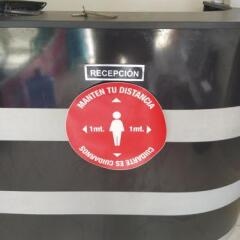 RECEPCIÓN
MANTEN TU DISTANCIA
1mt. 1mt.
CUIDARTE ES CUIDARNOS